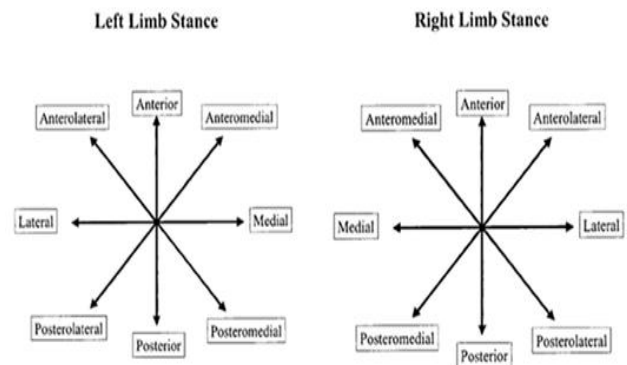 Left Limb Stance
Anterior
Anterolateral
Anteromedial
Lateral
Medial
Posterolateral
Posterior
Posteromedial
Right Limb Stance
Anterior
Anteromedial
Anterolateral
Medial
Lateral
Posteromedial
Posterior
Posterolateral